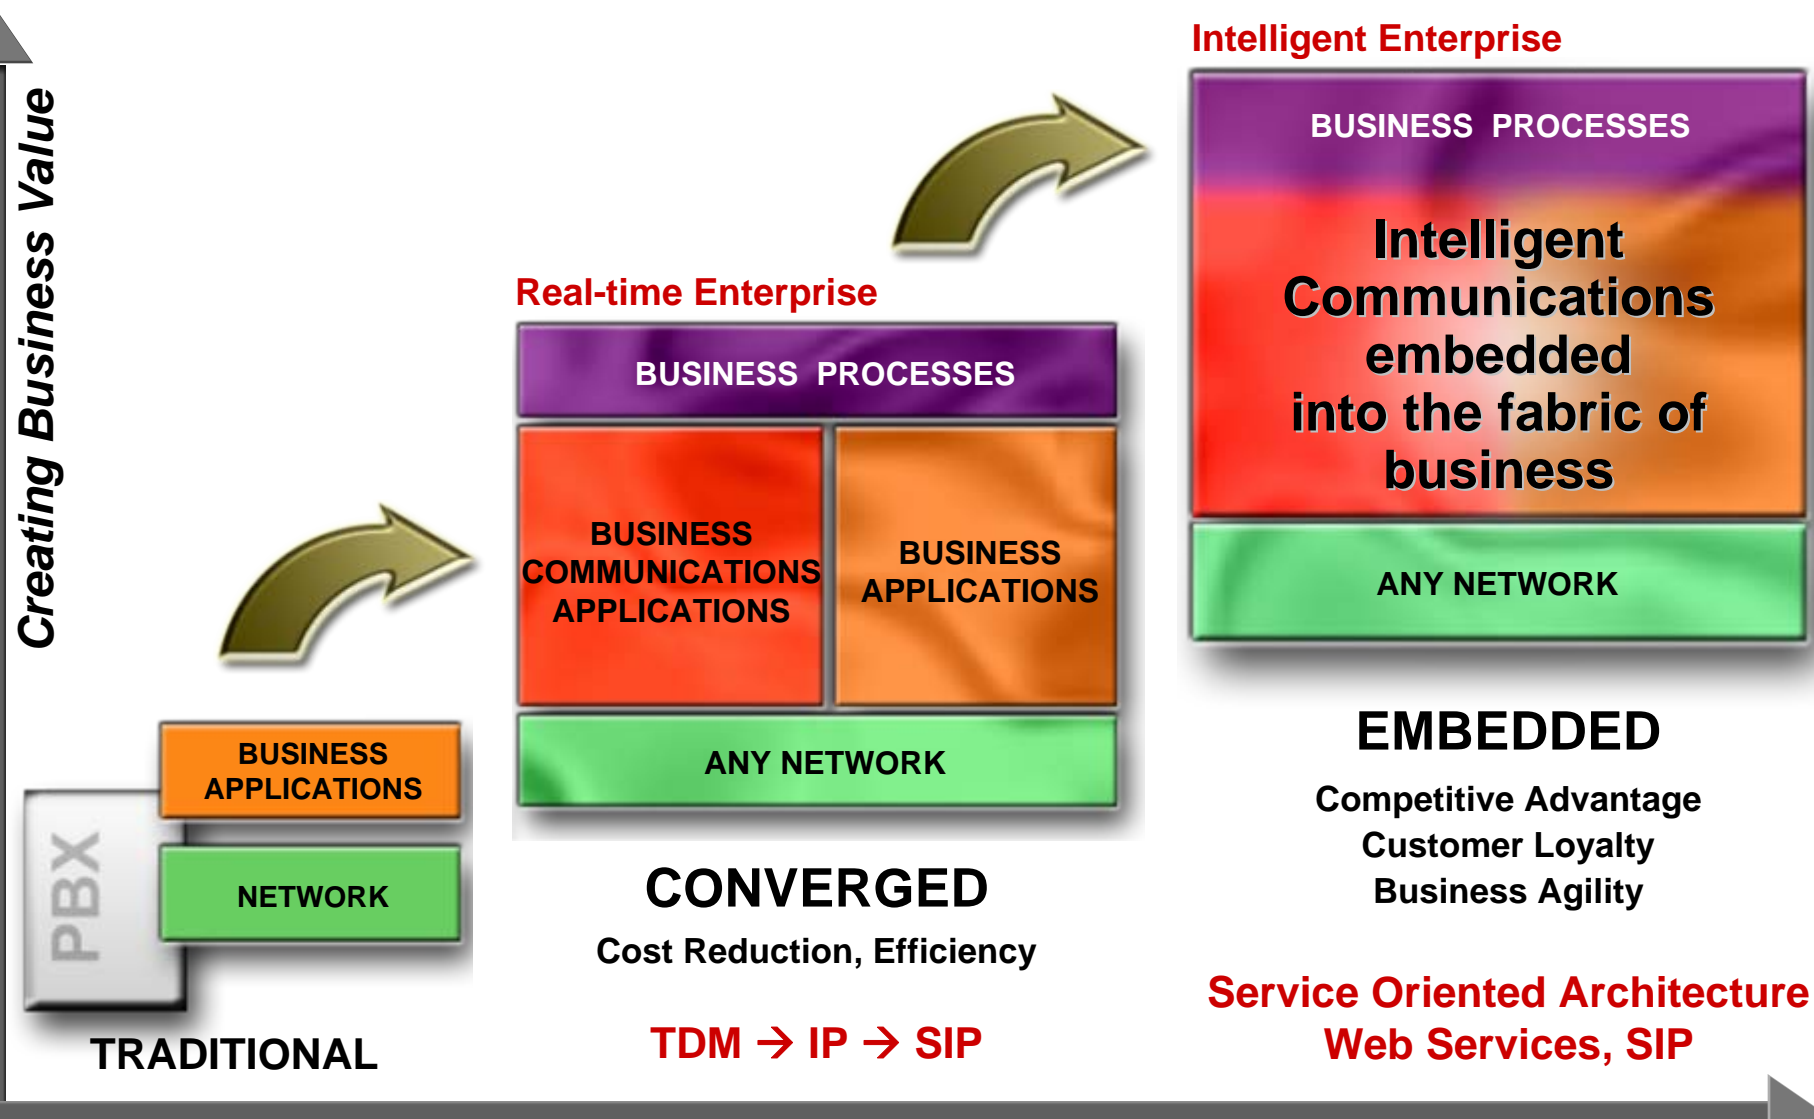 Creating Business Value
PBX
BUSINESS
APPLICATIONS
NETWORK
TRADITIONAL
Real-time Enterprise
BUSINESS PROCESSES
BUSINESS
COMMUNICATIONS
APPLICATIONS
BUSINESS
APPLICATIONS
ANY NETWORK
CONVERGED
Cost Reduction, Efficiency
TDM → IP → SIP
Intelligent Enterprise
BUSINESS PROCESSES
Intelligent
Communications
embedded
into the fabric of
business
ANY NETWORK
EMBEDDED
Competitive Advantage
Customer Loyalty
Business Agility
Service Oriented Architecture
Web Services, SIP